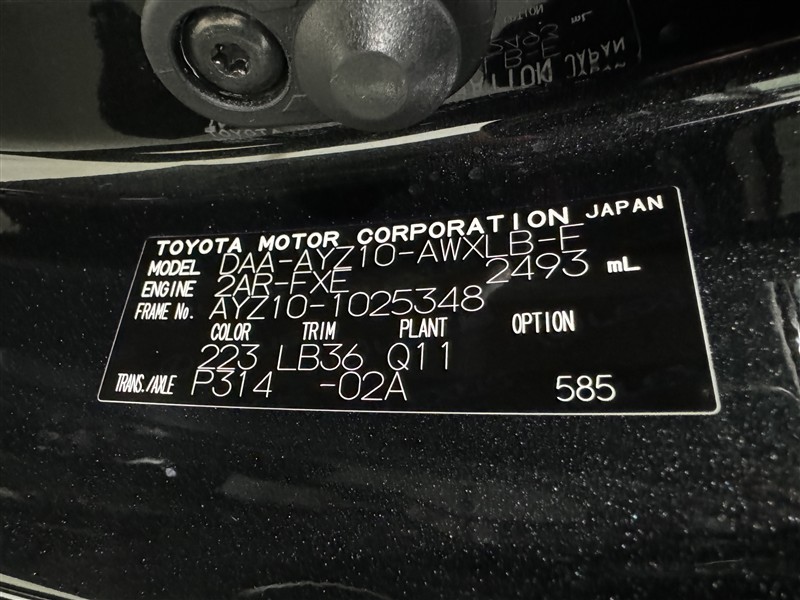 TOYOTA MOTOR CORPORATION JAPAN
MODEL DAA-AYZ10-AWXLB-E
ENGINE 2AR-FXE 2493 mL
FRAME No. AYZ10-1025348
COLOR TRIM PLANT OPTION
223 LB36 Q11
TRANS./AXLE P314 -02A 585